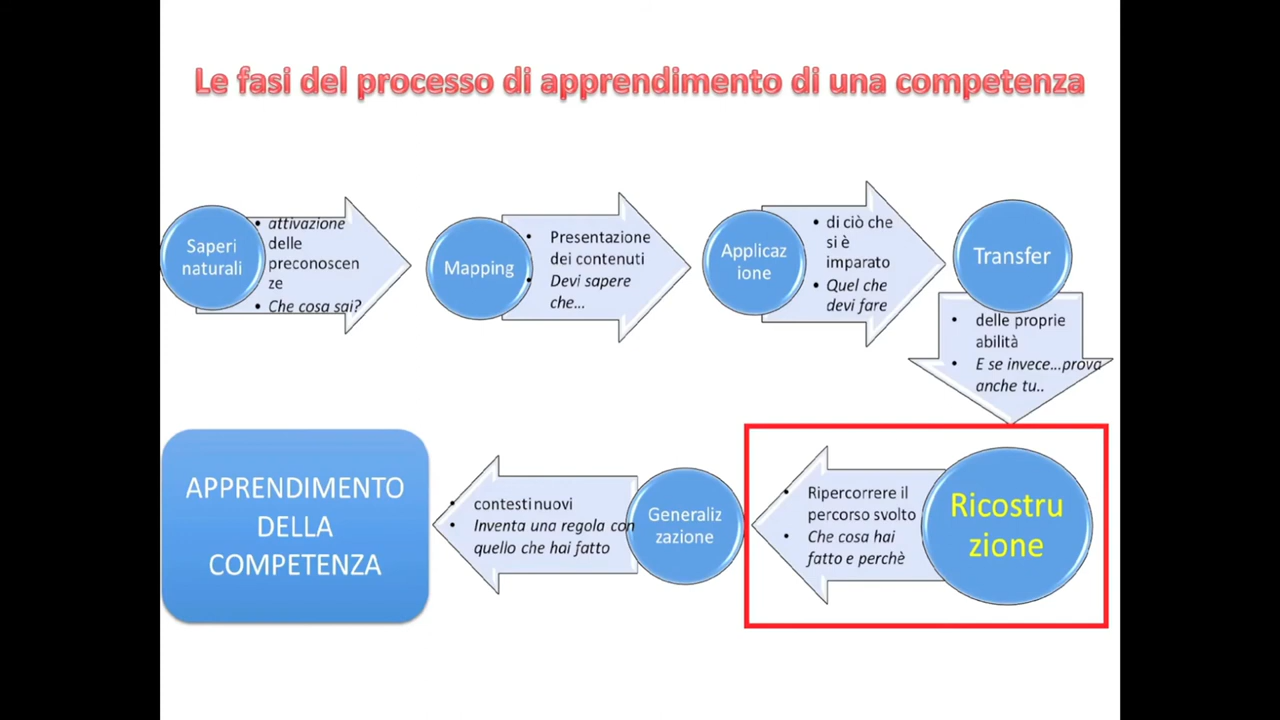 Le fasi del processo di apprendimento di una competenza
Saperi
naturali
• attivazione
delle
preconoscen
ze
• Che cosa sai?
Mapping
• Presentazione
dei contenuti
• Devi sapere
che...
Applicaz
ione
• di ciò che
si è
imparato
• Quel che
devi fare
Transfer
• delle proprie
abilità
• E se invece...prova
anche tu..
Ricostru
zione
• Ripercorrere il
percorso svolto
• Che cosa hai
fatto e perchè
Generaliz
zazione
• contesti nuovi
• Inventa una regola con
quello che hai fatto
APPRENDIMENTO
DELLA
COMPETENZA